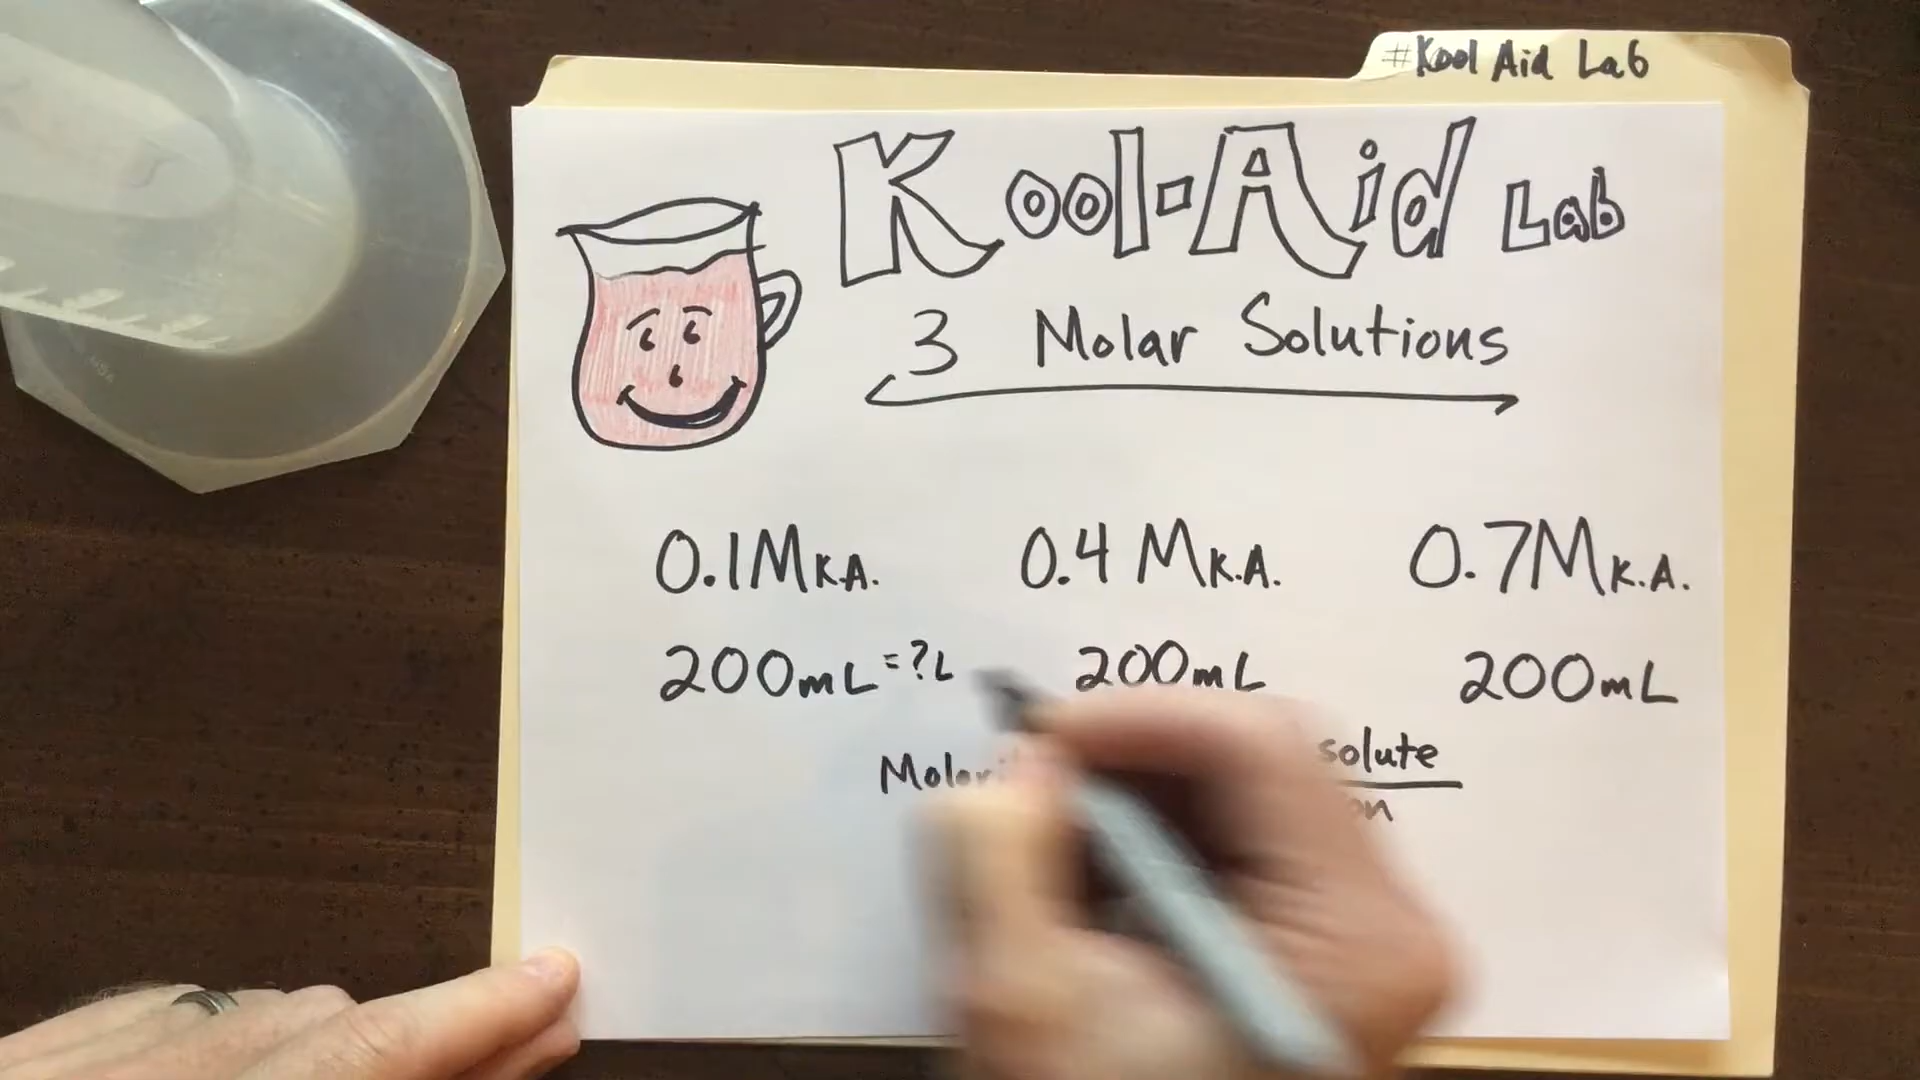 #Kool Aid Lab
Kool-Aid Lab
3 Molar Solutions
0.1M K.A. 0.4 M K.A. 0.7M K.A.
200mL =?L 200mL 200mL
solute